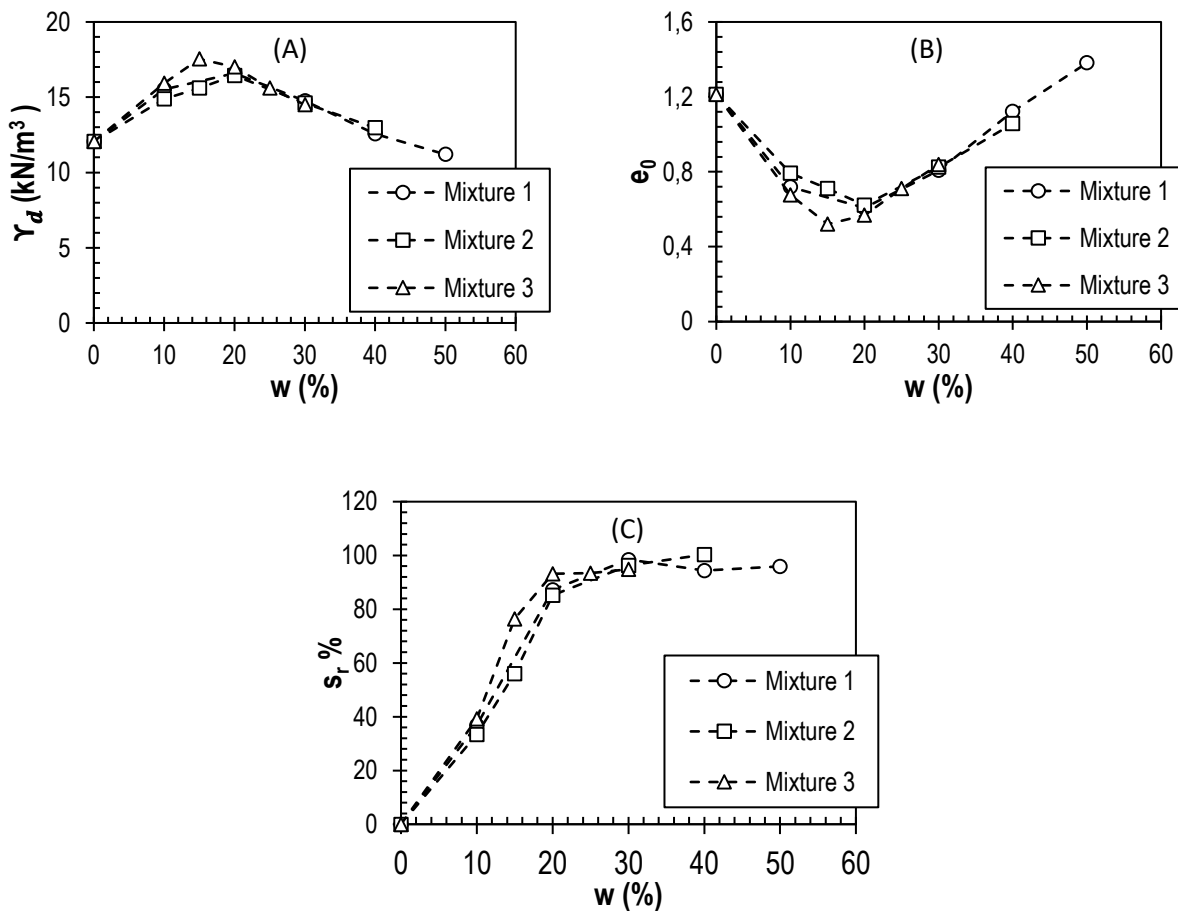 (A)
ϒd (kN/m³)
20
15
10
5
0
0 10 20 30 40 50 60
w (%)
Mixture 1
Mixture 2
Mixture 3
(B)
e₀
1,6
1,2
0,8
0,4
0
0 10 20 30 40 50 60
w (%)
Mixture 1
Mixture 2
Mixture 3
(C)
sᵣ %
120
100
80
60
40
20
0
0 10 20 30 40 50 60
w (%)
Mixture 1
Mixture 2
Mixture 3